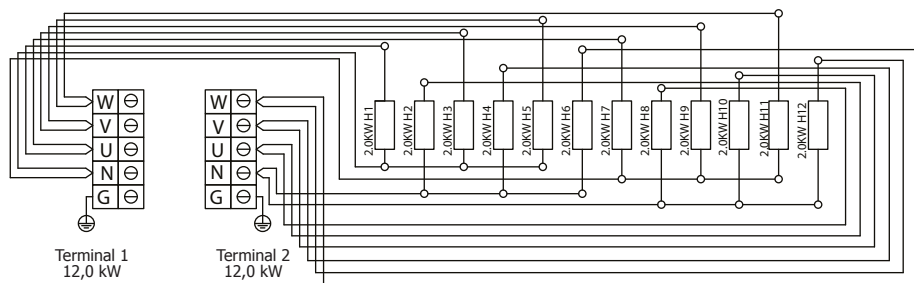 W
V
U
N
G
Terminal 1
12,0 kW
W
V
U
N
G
Terminal 2
12,0 kW
2.0KW H1
2.0KW H2
2.0KW H3
2.0KW H4
2.0KW H5
2.0KW H6
2.0KW H7
2.0KW H8
2.0KW H9
2.0KW H10
2.0KW H11
2.0KW H12